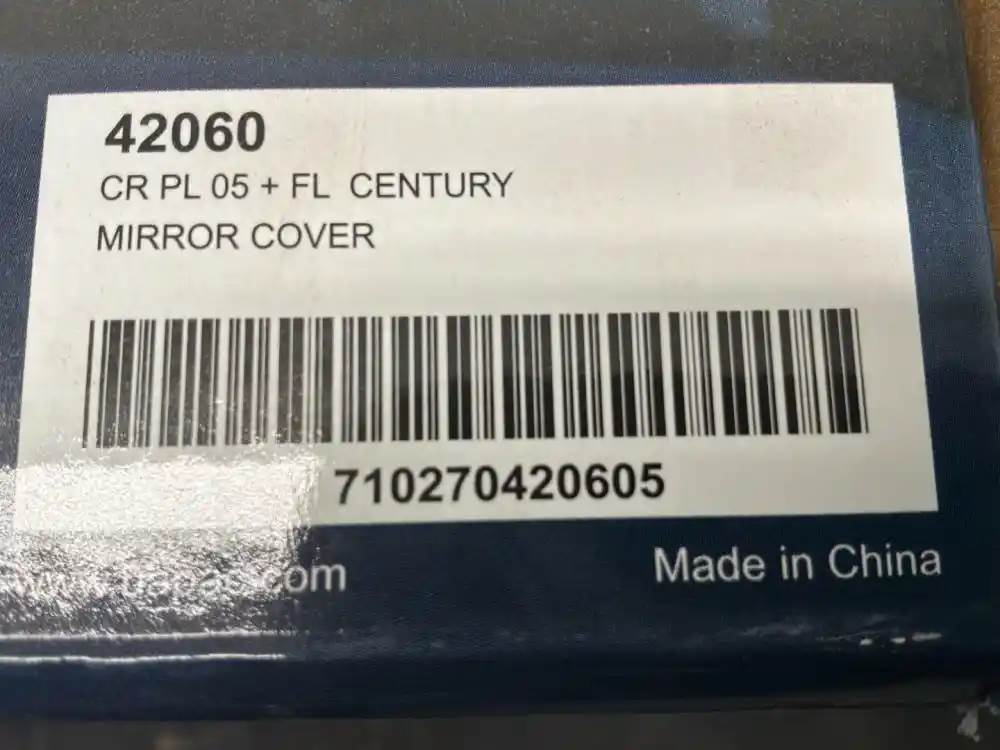 42060
CR PL 05 + FL CENTURY
MIRROR COVER
710270420605
Made in China